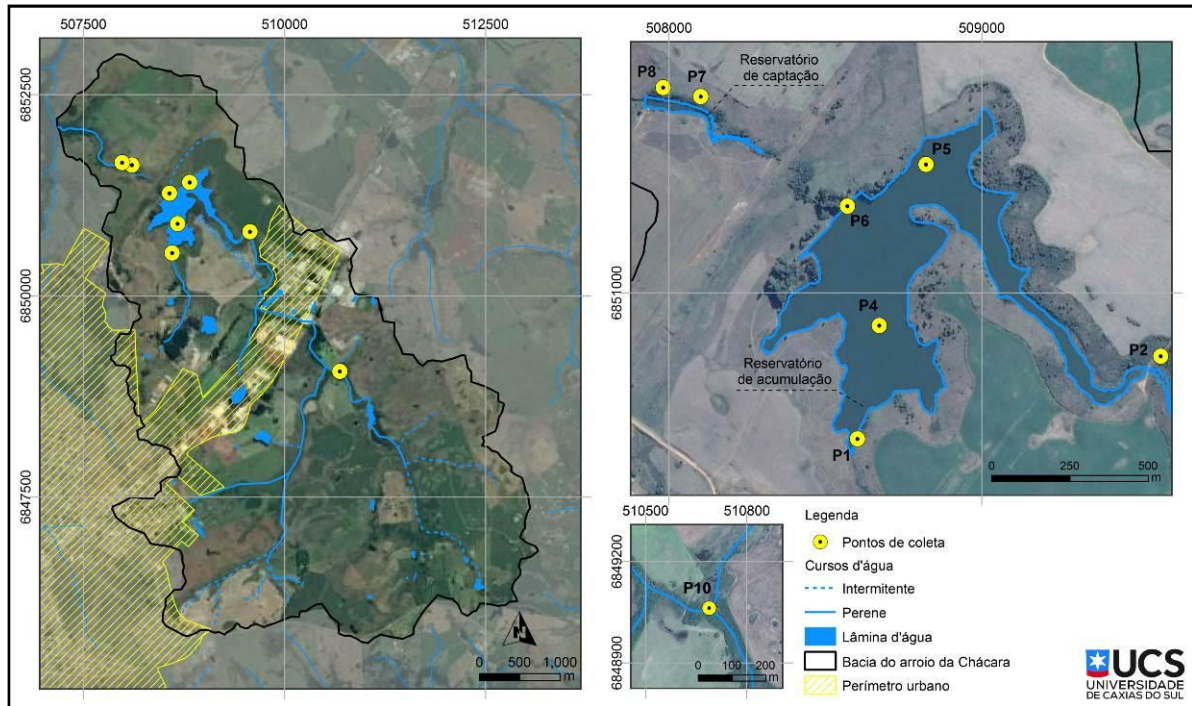 507500
510000
512500
6852500
6850000
6847500
N
0 500 1,000
m
508000
509000
6851000
P8
P7
Reservatório
de captação
P5
P6
P4
P2
Reservatório
de acumulação
P1
0 250 500
m
510500
510800
6849200
6848900
P10
0 100 200
m
Legenda
Pontos de coleta
Cursos d'água
Intermitente
Perene
Lâmina d'água
Bacia do arroio da Chácara
Perímetro urbano
UCS
UNIVERSIDADE
DE CAXIAS DO SUL